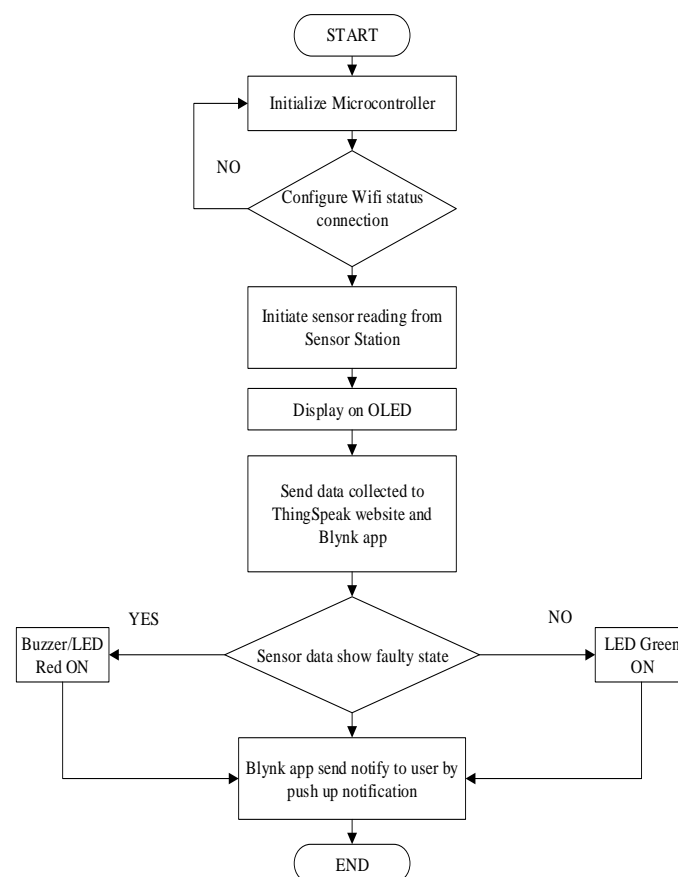 START
Initialize Microcontroller
NO
Configure Wifi status
connection
Initiate sensor reading from
Sensor Station
Display on OLED
Send data collected to
ThingSpeak website and
Blynk app
YES
NO
Buzzer/LED
Red ON
Sensor data show faulty state
LED Green
ON
Blynk app send notify to user by
push up notification
END